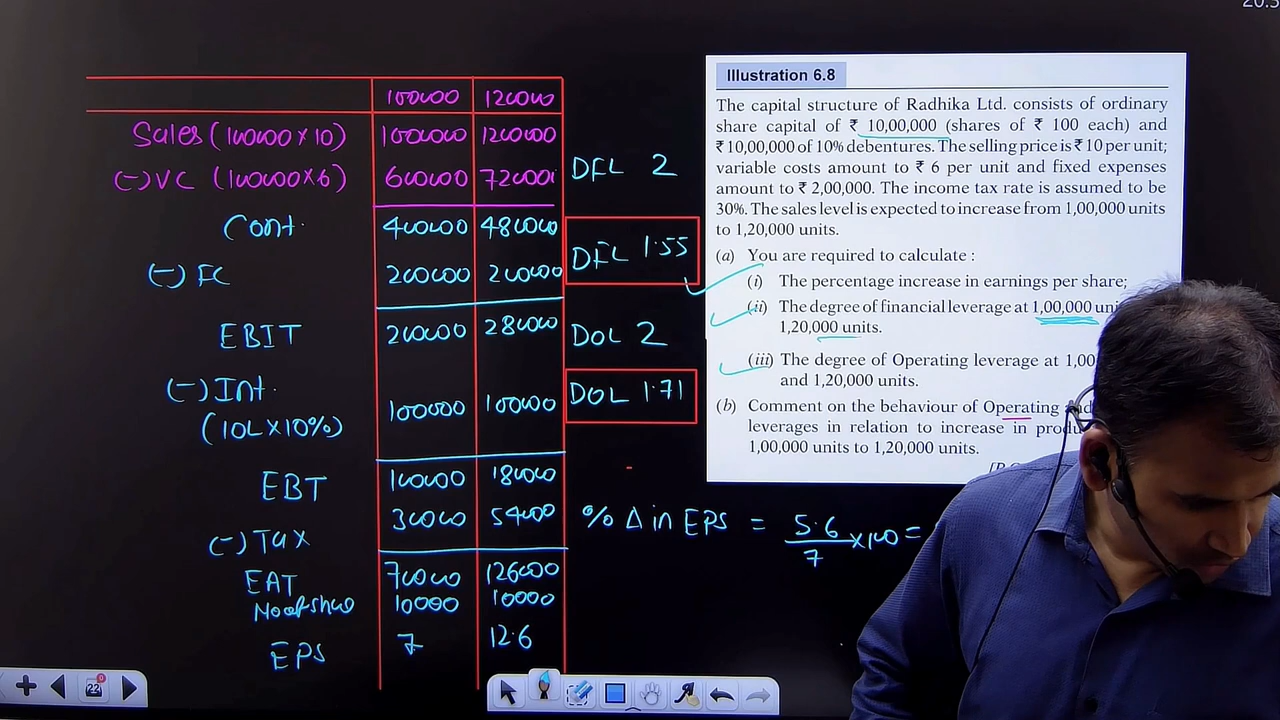 20:3
100000 120000
Sales (100000×10) 1000000 1200000
(-) VC (100000×6) 600000 720000
Cont. 400000 480000
(-) FC 200000 200000
EBIT 200000 280000
(-) Int. 100000 100000
(10L×10%)
EBT 100000 180000
(-) Tax 30000 54000
EAT 70000 126000
No of share 10000 10000
EPS 7 12.6
DFL 2
DFL 1.55
DOL 2
DOL 1.71
% Δ in EPS = 5.6/7 ×100 =
Illustration 6.8
The capital structure of Radhika Ltd. consists of ordinary
share capital of ₹ 10,00,000 (shares of ₹ 100 each) and
₹ 10,00,000 of 10% debentures. The selling price is ₹ 10 per unit;
variable costs amount to ₹ 6 per unit and fixed expenses
amount to ₹ 2,00,000. The income tax rate is assumed to be
30%. The sales level is expected to increase from 1,00,000 units
to 1,20,000 units.
(a) You are required to calculate :
(i) The percentage increase in earnings per share;
(ii) The degree of financial leverage at 1,00,000 uni
1,20,000 units.
(iii) The degree of Operating leverage at 1,00
and 1,20,000 units.
(b) Comment on the behaviour of Operating and
leverages in relation to increase in produ
1,00,000 units to 1,20,000 units.
22